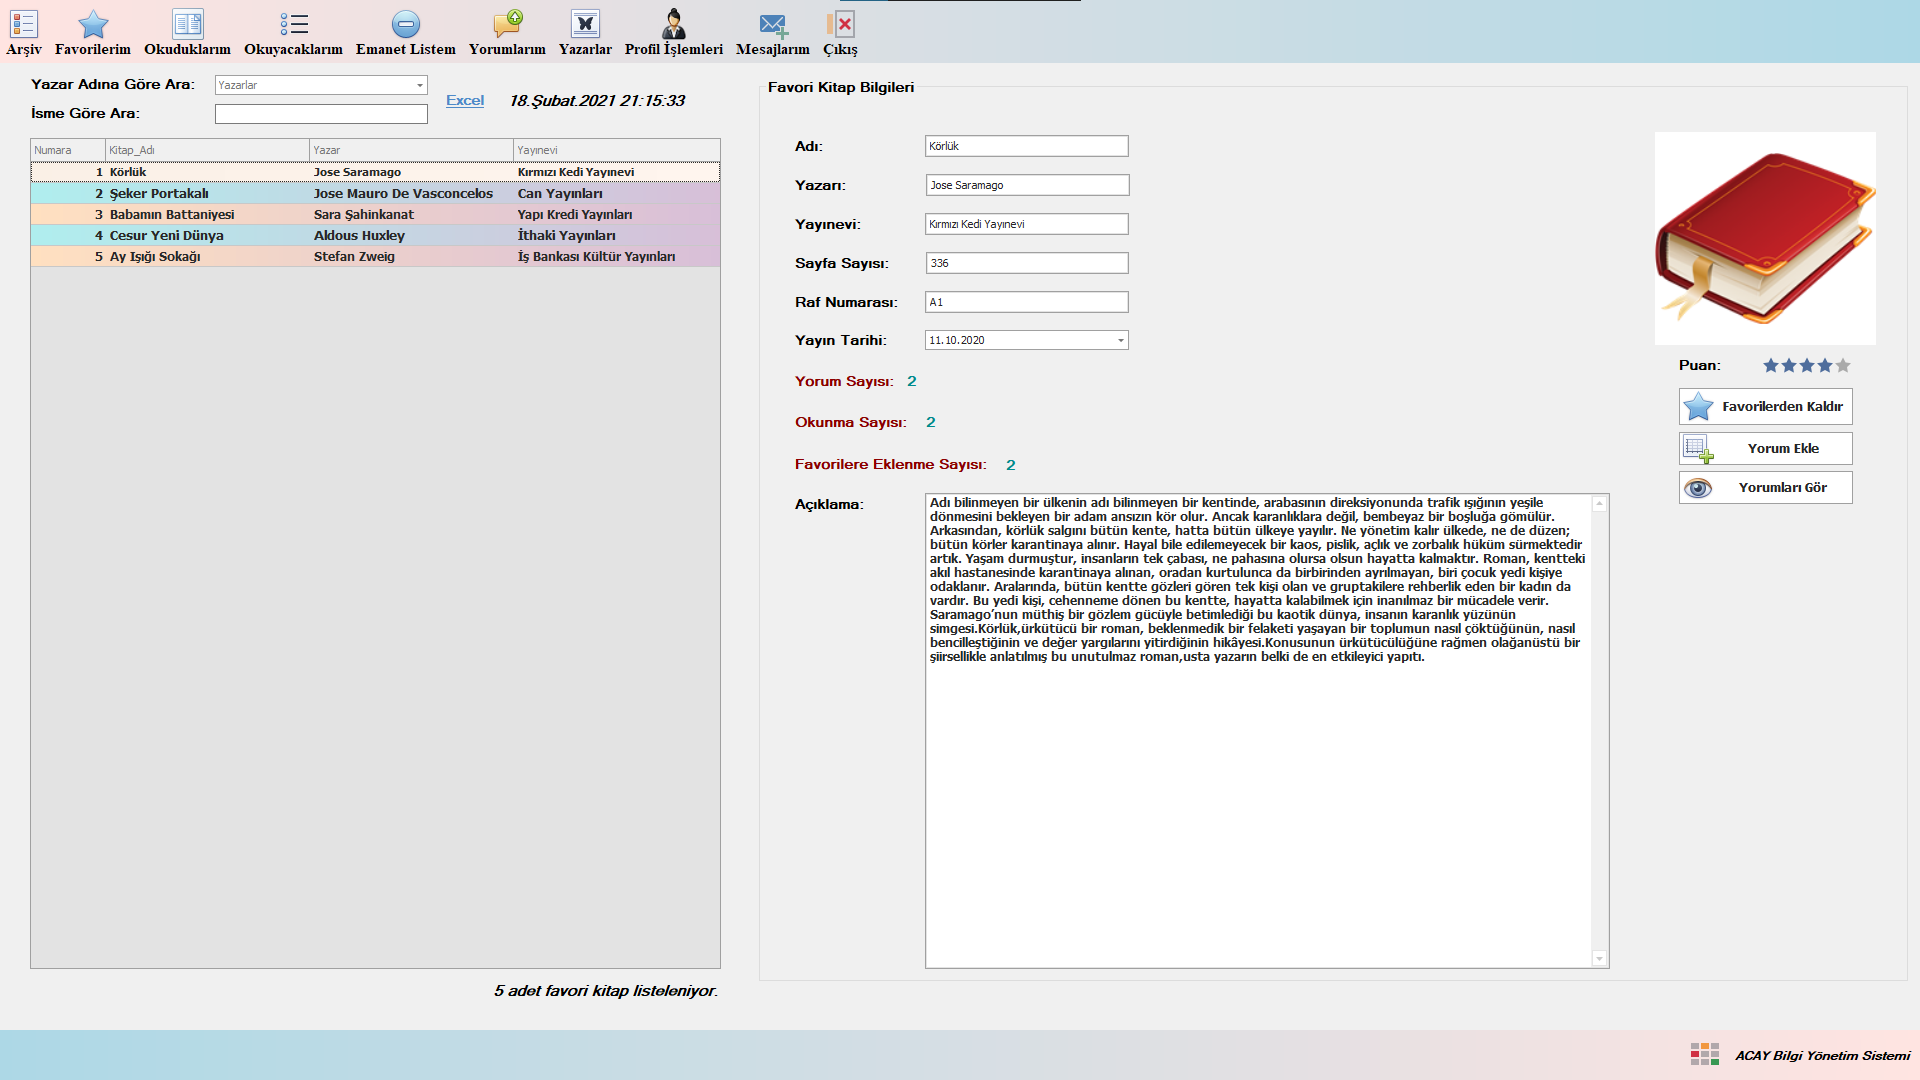 Arşiv Favorilerim Okuduklarım Okuyacaklarım Emanet Listem Yorumlarım Yazarlar Profil İşlemleri Mesajlarım Çıkış
Yazar Adına Göre Ara: Yazarlar
İsme Göre Ara:
Excel 18.Şubat.2021 21:15:33
Numara Kitap_Adı Yazar Yayınevi
1 Körlük Jose Saramago Kırmızı Kedi Yayınevi
2 Şeker Portakalı Jose Mauro De Vasconcelos Can Yayınları
3 Babamın Battaniyesi Sara Şahinkanat Yapı Kredi Yayınları
4 Cesur Yeni Dünya Aldous Huxley İthaki Yayınları
5 Ay Işığı Sokağı Stefan Zweig İş Bankası Kültür Yayınları
5 adet favori kitap listeleniyor.
Favori Kitap Bilgileri
Adı: Körlük
Yazarı: Jose Saramago
Yayınevi: Kırmızı Kedi Yayınevi
Sayfa Sayısı: 336
Raf Numarası: A1
Yayın Tarihi: 11.10.2020
Yorum Sayısı: 2
Okunma Sayısı: 2
Favorilere Eklenme Sayısı: 2
Açıklama:
Adı bilinmeyen bir ülkenin adı bilinmeyen bir kentinde, arabasının direksiyonunda trafik ışığının yeşile
dönmesini bekleyen bir adam ansızın kör olur. Ancak karanlıklara değil, bembeyaz bir boşluğa gömülür.
Arkasından, körlük salgını bütün kente, hatta bütün ülkeye yayılır. Ne yönetim kalır ülkede, ne de düzen;
bütün körler karantinaya alınır. Hayal bile edilemeyecek bir kaos, pislik, açlık ve zorbalık hüküm sürmektedir
artık. Yaşam durmuştur, insanların tek çabası, ne pahasına olursa olsun hayatta kalmaktır. Roman, kentteki
akıl hastanesinde karantinaya alınan, oradan kurtulunca da birbirinden ayrılmayan, biri çocuk yedi kişiye
odaklanır. Aralarında, bütün kentte gözleri gören tek kişi olan ve gruptakilere rehberlik eden bir kadın da
vardır. Bu yedi kişi, cehenneme dönen bu kentte, hayatta kalabilmek için inanılmaz bir mücadele verir.
Saramago’nun müthiş bir gözlem gücüyle betimlediği bu kaotik dünya, insanın karanlık yüzünün
simgesi.Körlük,ürkütücü bir roman, beklenmedik bir felaketi yaşayan bir toplumun nasıl çöktüğünün, nasıl
bencilleştiğinin ve değer yargılarını yitirdiğinin hikâyesi.Konusunun ürkütücülüğüne rağmen olağanüstü bir
şiirsellikle anlatılmış bu unutulmaz roman,usta yazarın belki de en etkileyici yapıtı.
Puan:
Favorilerden Kaldır
Yorum Ekle
Yorumları Gör
ACAY Bilgi Yönetim Sistemi